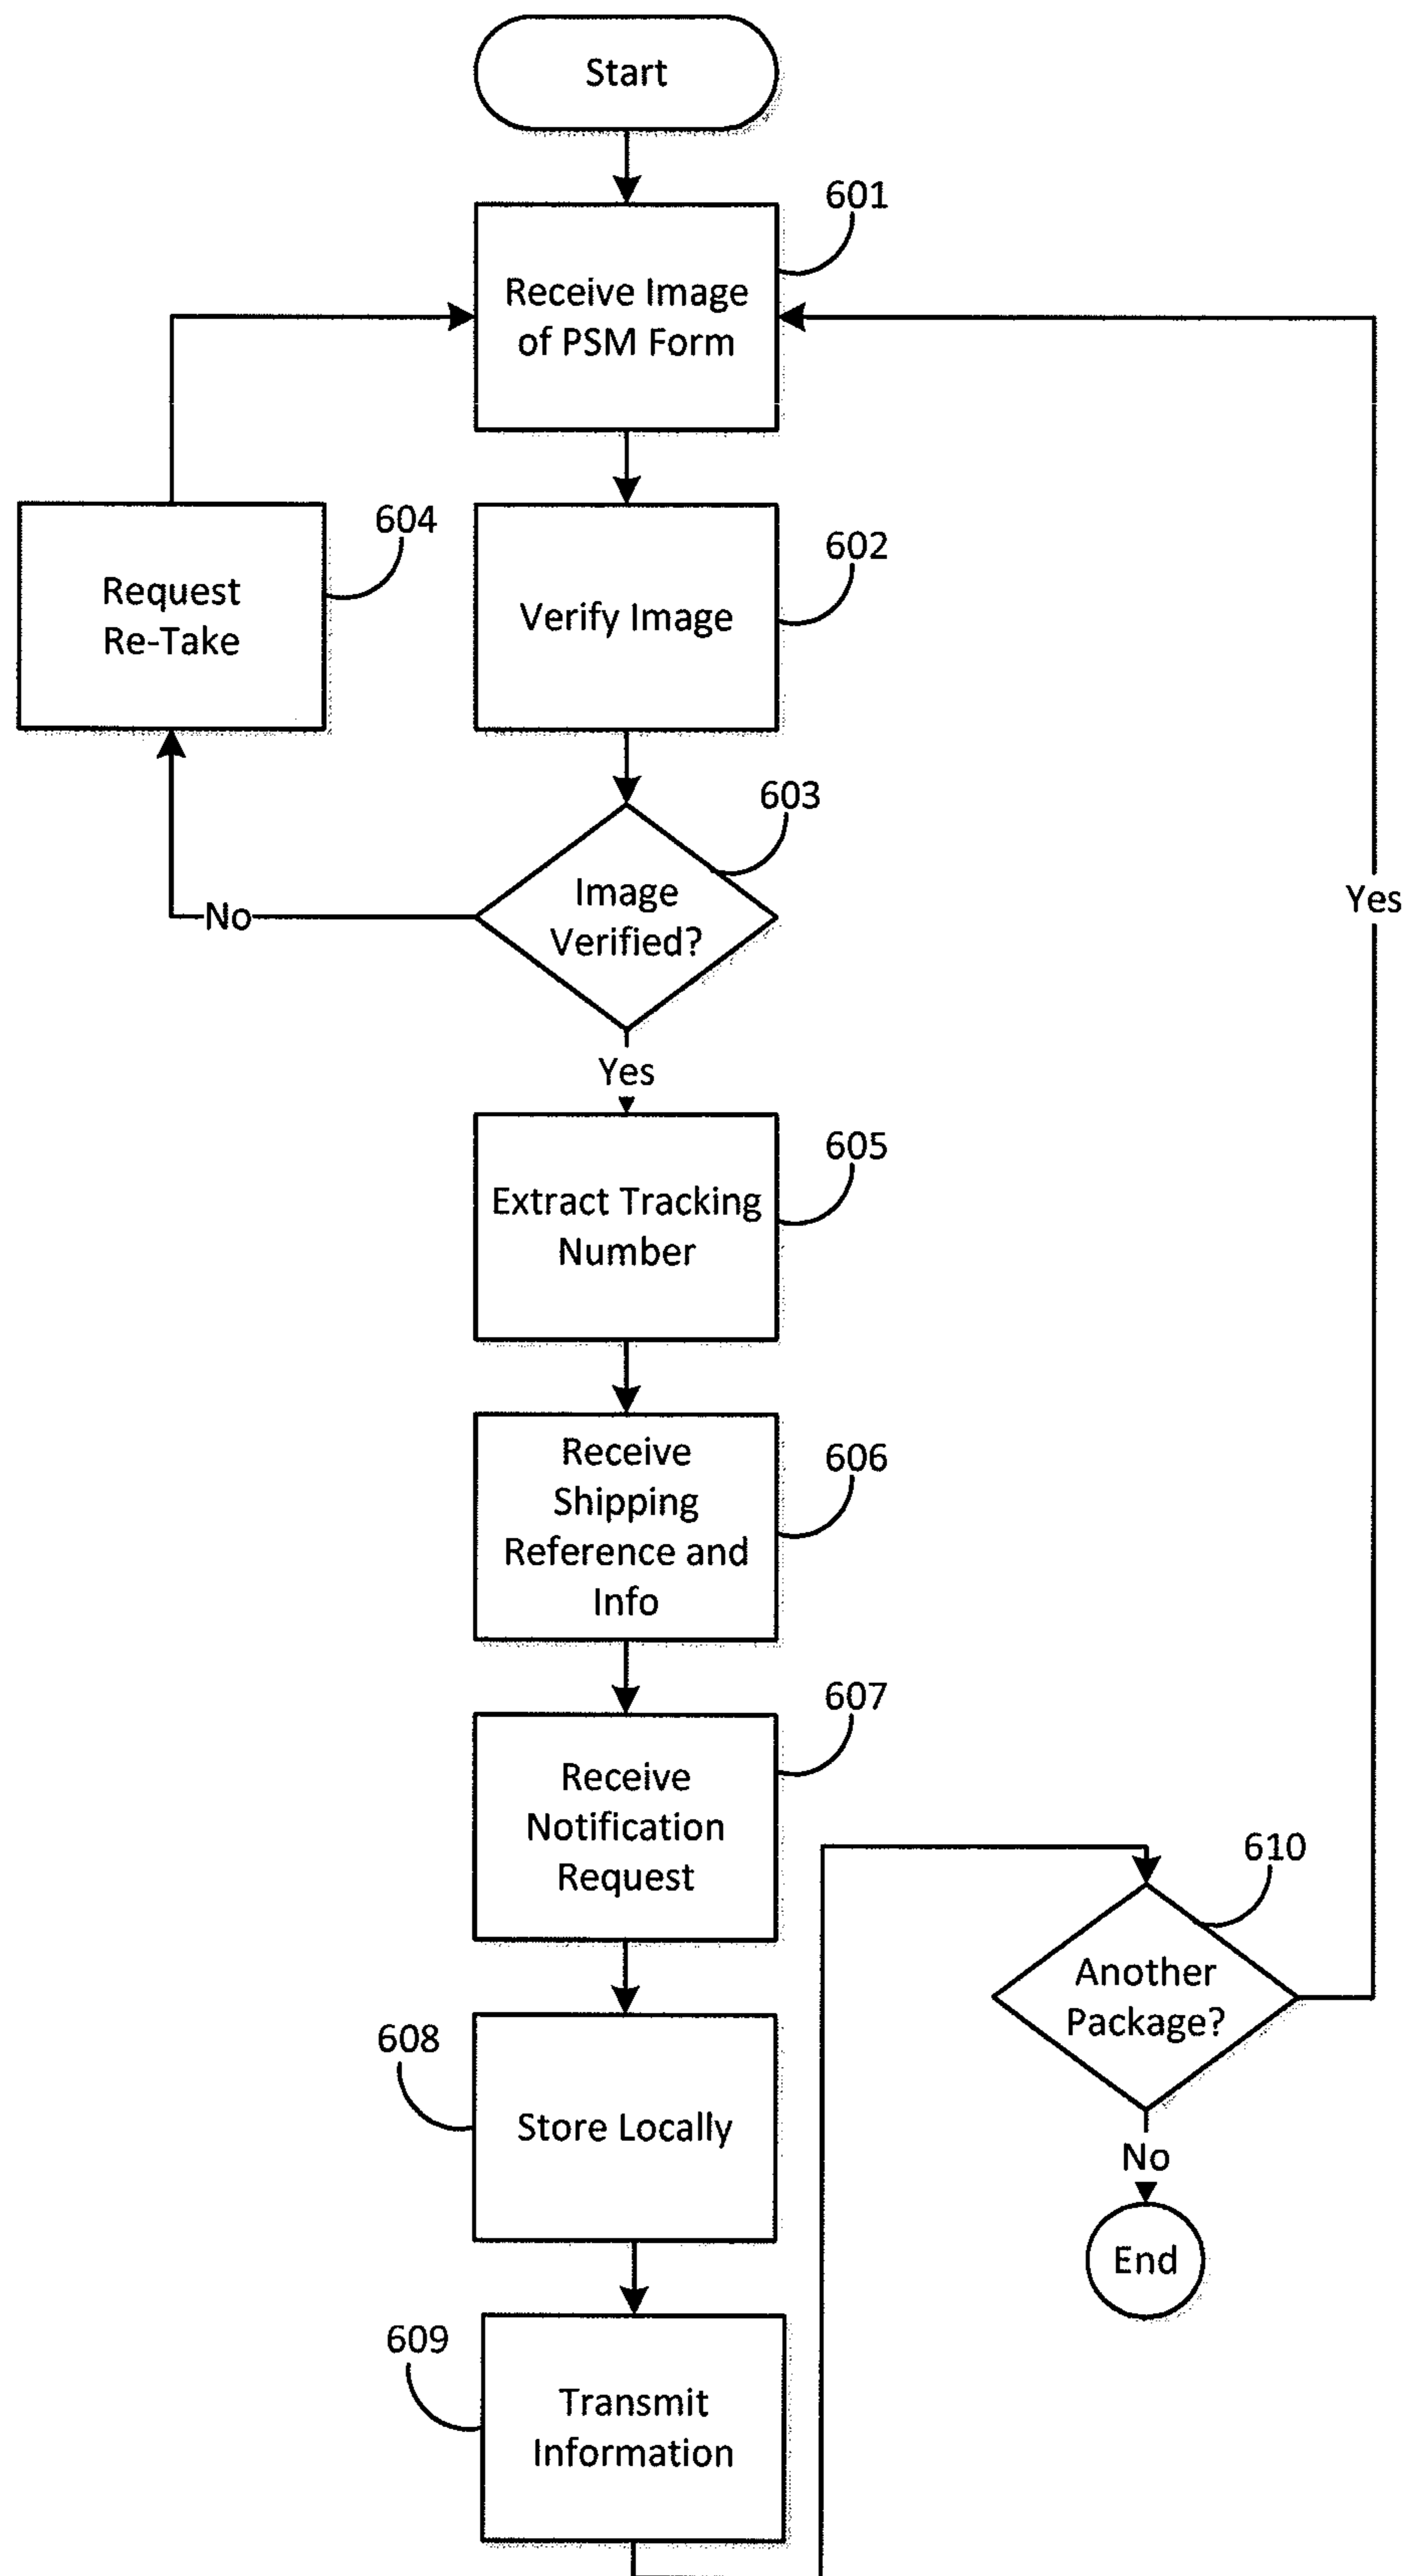 Start
601
Receive Image
of PSM Form
604
Request
Re-Take
602
Verify Image
603
Image
Verified?
No
Yes
Yes
605
Extract Tracking
Number
606
Receive
Shipping
Reference and
Info
607
Receive
Notification
Request
610
Another
Package?
608
Store Locally
No
End
609
Transmit
Information